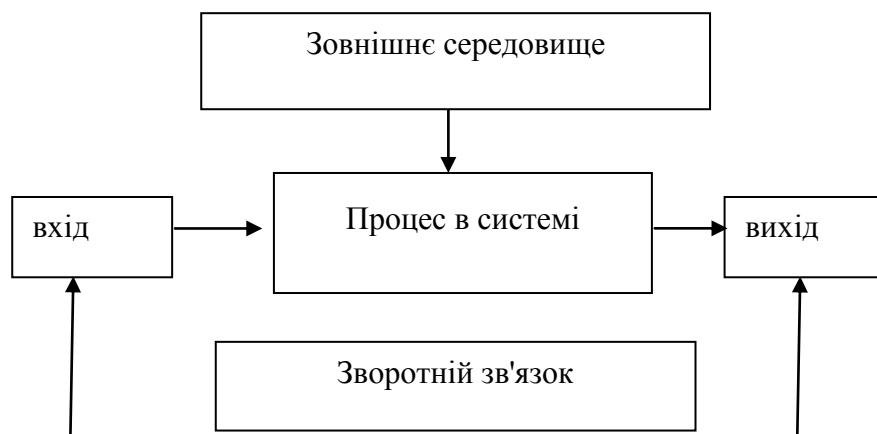 Зовнішнє середовище
вхід
Процес в системі
вихід
Зворотній зв'язок